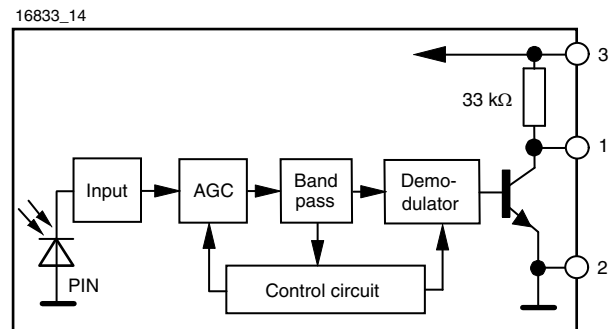 16833_14
3
33 kΩ
1
Input
AGC
Band
pass
Demo-
dulator
2
PIN
Control circuit